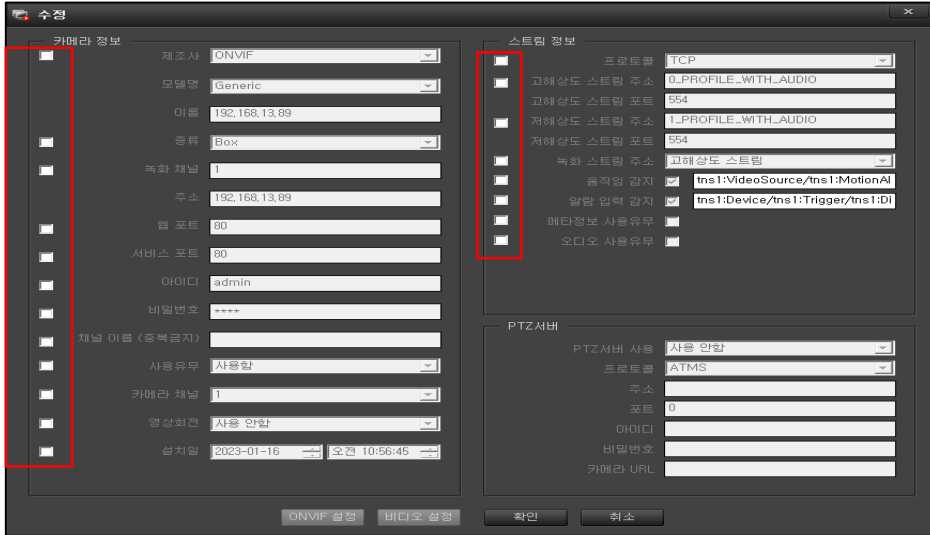 수정
카메라 정보
제조사 ONVIF
모델명 Generic
이름 192,168,13,89
종류 Box
녹화 채널 1
주소 192,168,13,89
웹 포트 80
서비스 포트 80
아이디 admin
비밀번호 ****
채널 이름 (중복금지)
사용유무 사용함
카메라 채널 1
영상회전 사용 안함
설치일 2023-01-16 오전 10:56:45
스트림 정보
프로토콜 TCP
고해상도 스트림 주소 0_PROFILE_WITH_AUDIO
고해상도 스트림 포트 554
저해상도 스트림 주소 1_PROFILE_WITH_AUDIO
저해상도 스트림 포트 554
녹화 스트림 주소 고해상도 스트림
움직임 감지 tns1:VideoSource/tns1:MotionAl
알람 입력 감지 tns1:Device/tns1:Trigger/tns1:Di
메타정보 사용유무
오디오 사용유무
PTZ서버
PTZ서버 사용 사용 안함
프로토콜 ATMS
주소
포트 0
아이디
비밀번호
카메라 URL
ONVIF 설정 비디오 설정 확인 취소